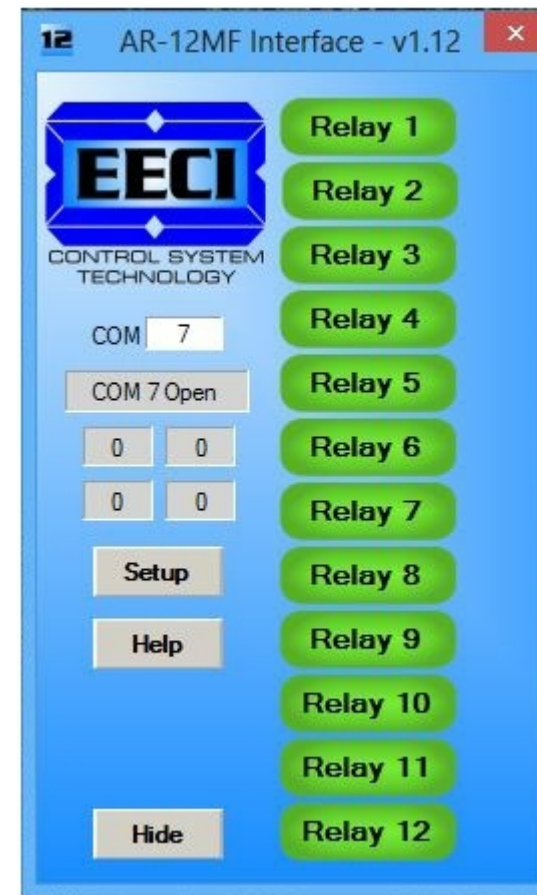 12 AR-12MF Interface - v1.12 ×
EECI
CONTROL SYSTEM
TECHNOLOGY
COM 7
COM 7 Open
0 0
0 0
Setup
Help
Hide
Relay 1
Relay 2
Relay 3
Relay 4
Relay 5
Relay 6
Relay 7
Relay 8
Relay 9
Relay 10
Relay 11
Relay 12